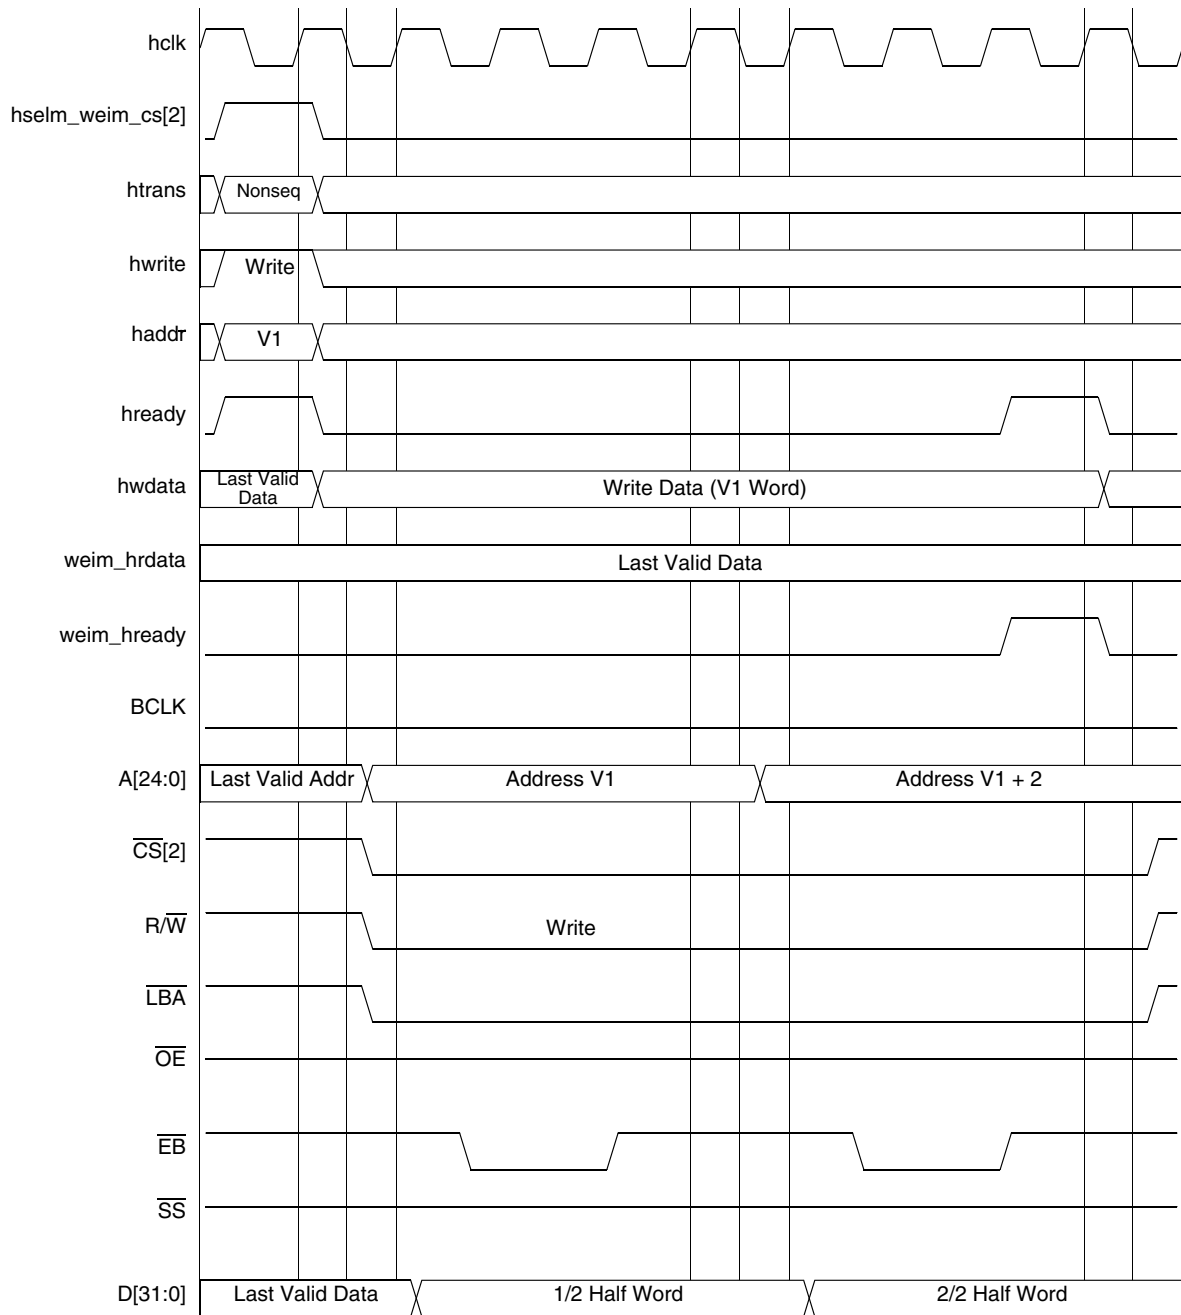 hclk
hselm_weim_cs[2]
htrans
Nonseq
hwrite
Write
haddr
V1
hready
hwdata
Last Valid
Data
Write Data (V1 Word)
weim_hrdata
Last Valid Data
weim_hready
BCLK
A[24:0]
Last Valid Addr
Address V1
Address V1 + 2
CS[2]
R/W
Write
LBA
OE
EB
SS
D[31:0]
Last Valid Data
1/2 Half Word
2/2 Half Word